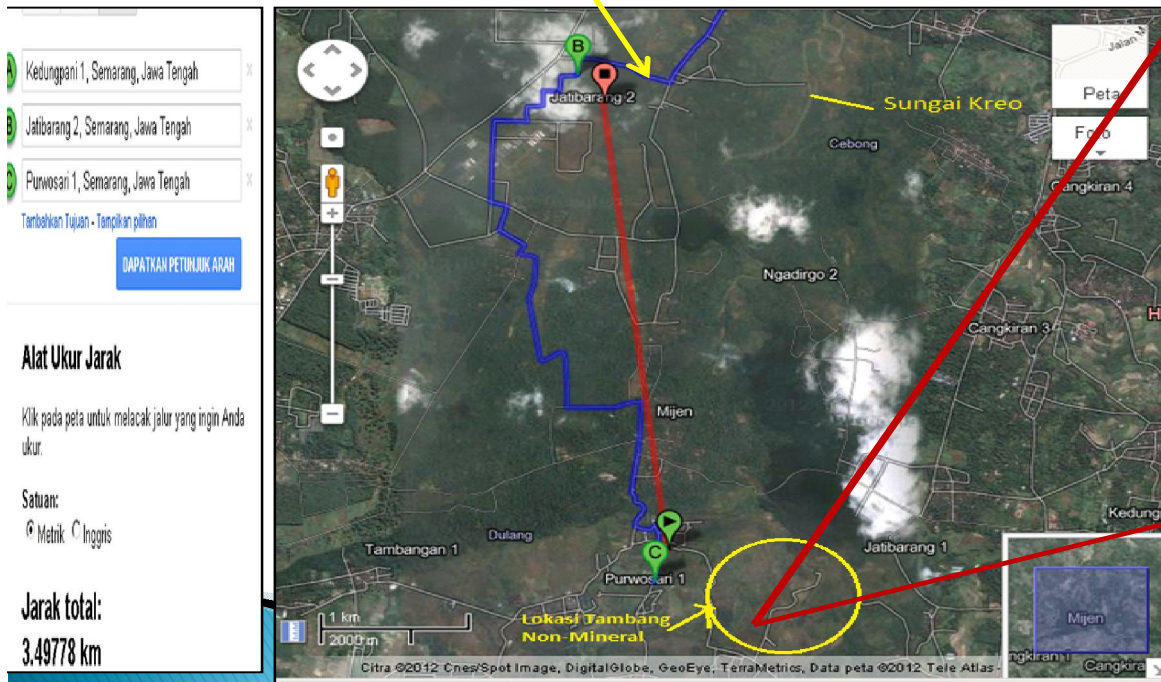 A
Kedungpani 1, Semarang, Jawa Tengah
x
B
Jatibarang 2, Semarang, Jawa Tengah
x
C
Purwosari 1, Semarang, Jawa Tengah
x
Tambahkan Tujuan - Tampilkan pilihan
DAPATKAN PETUNJUK ARAH
Alat Ukur Jarak
Klik pada peta untuk melacak jalur yang ingin Anda
ukur.
Satuan:
Metrik Inggris
Jarak total:
3.49778 km
B
Jatibarang 2
Sungai Kreo
Cebong
Jalan M
Peta
Foto
Cangkiran 4
Ngadirgo 2
Cangkiran 3
H
Mijen
Kedung
Dulang
Tambangan 1
Jatibarang 1
C
Purwosari 1
Lokasi Tambang
Non-Mineral
1 km
2000 m
Mijen
ngkiran 1
Cangkira
Citra ©2012 Cnes/Spot Image, DigitalGlobe, GeoEye, TerraMetrics, Data peta ©2012 Tele Atlas -